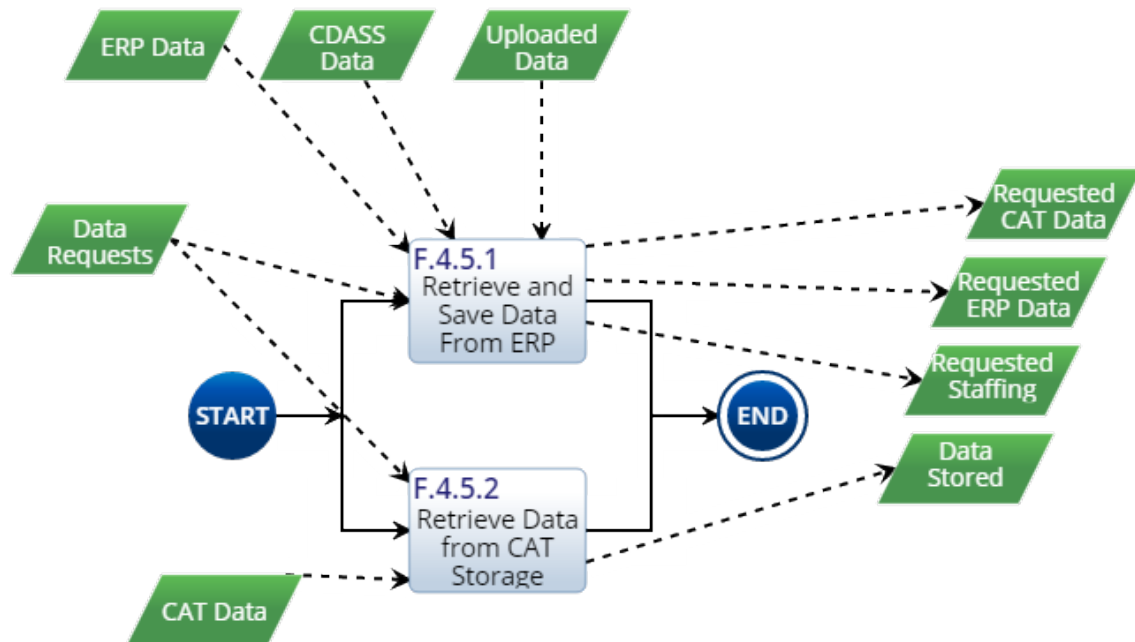 ERP Data
CDASS
Data
Uploaded
Data
Data
Requests
Requested
CAT Data
F.4.5.1
Retrieve and
Save Data
From ERP
Requested
ERP Data
Requested
Staffing
START
END
Data
Stored
F.4.5.2
Retrieve Data
from CAT
Storage
CAT Data